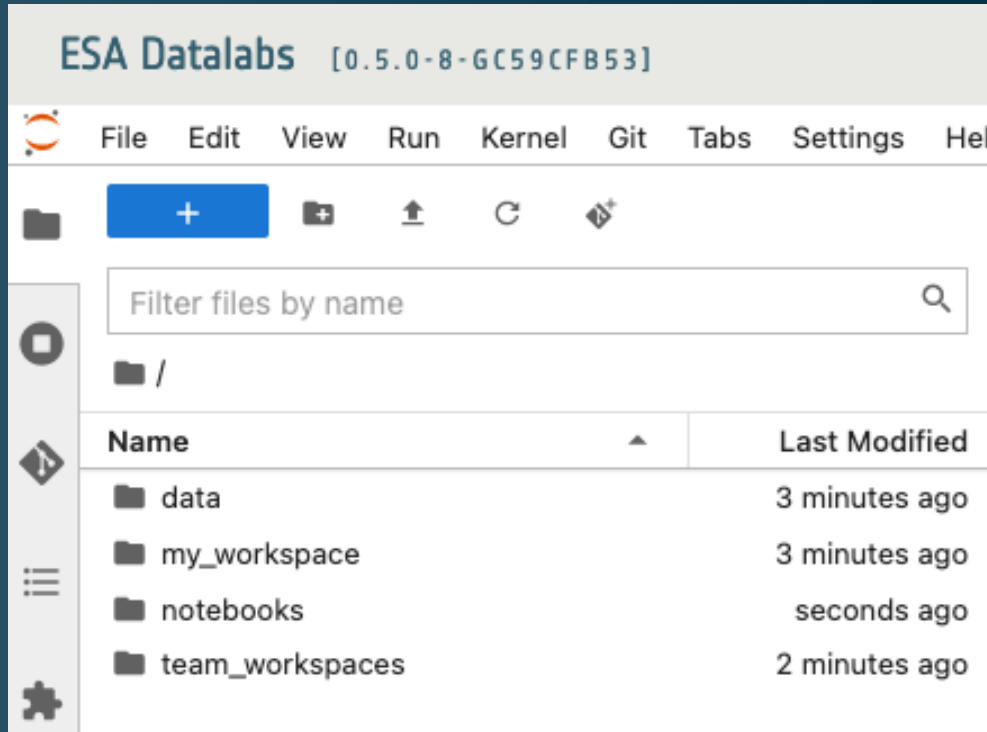 ESA Datalabs [0.5.0-8-GC59CFB53]
File Edit View Run Kernel Git Tabs Settings Hel
+
Filter files by name
/
Name Last Modified
data 3 minutes ago
my_workspace 3 minutes ago
notebooks seconds ago
team_workspaces 2 minutes ago